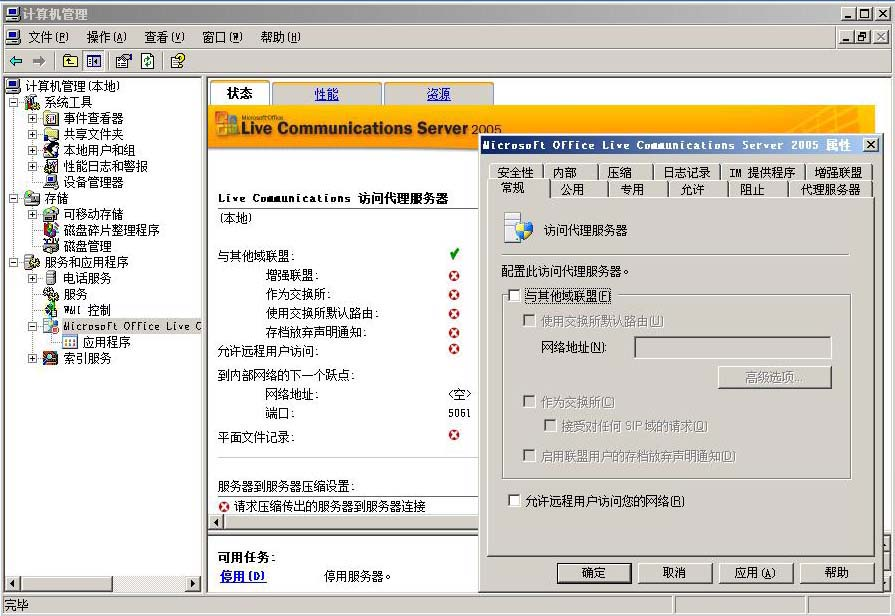 计算机管理
文件(F) 操作(A) 查看(V) 窗口(W) 帮助(H)
计算机管理(本地)
系统工具
事件查看器
共享文件夹
本地用户和组
性能日志和警报
设备管理器
存储
可移动存储
磁盘碎片整理程序
磁盘管理
服务和应用程序
电话服务
服务
WMI 控制
Microsoft Office Live C
应用程序
索引服务
状态 性能 资源
Microsoft Office
Live Communications Server 2005
Live Communications 访问代理服务器
(本地)
与其他域联盟:
增强联盟:
作为交换所:
使用交换所默认路由:
存档放弃声明通知:
允许远程用户访问:
到内部网络的下一个跃点:
网络地址: <空>
端口: 5061
平面文件记录:
服务器到服务器压缩设置:
请求压缩传出的服务器到服务器连接
可用任务:
停用(D) 停用服务器。
Microsoft Office Live Communications Server 2005 属性
安全性 内部 压缩 日志记录 IM 提供程序 增强联盟
常规 公用 专用 允许 阻止 代理服务器
访问代理服务器
配置此访问代理服务器。
与其他域联盟(F)
使用交换所默认路由(U)
网络地址(N):
高级选项...
作为交换所(C)
接受对任何 SIP 域的请求(Q)
启用联盟用户的存档放弃声明通知(D)
允许远程用户访问您的网络(R)
确定 取消 应用(A) 帮助
完毕